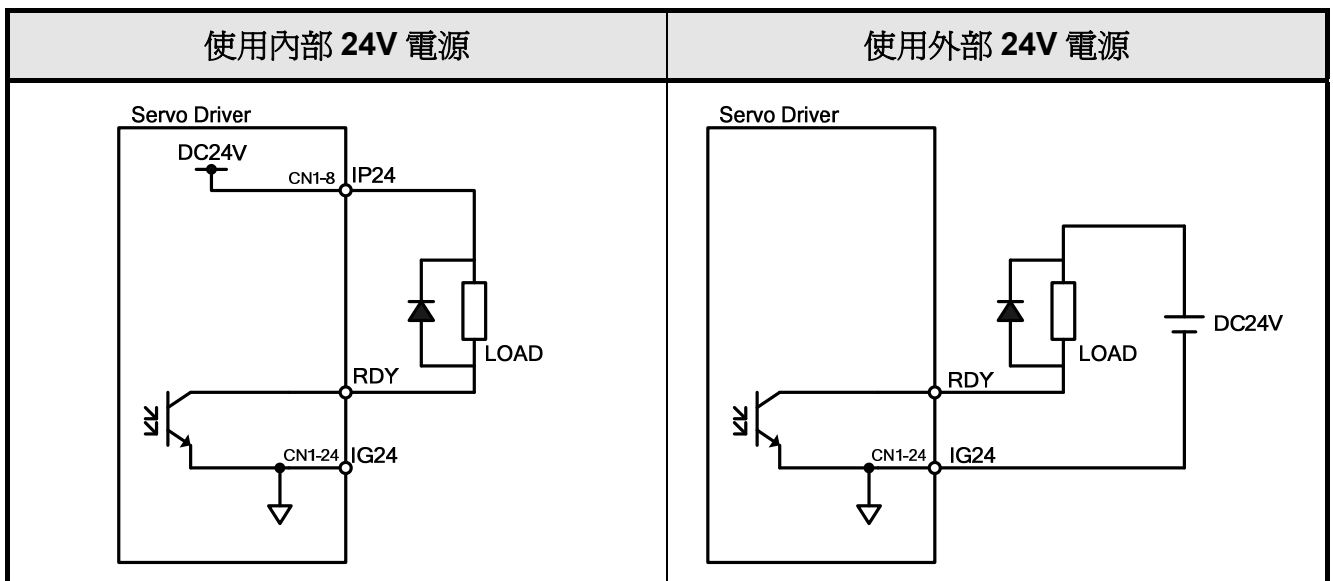 使用內部 24V 電源
使用外部 24V 電源
Servo Driver
DC24V
CN1-8
IP24
LOAD
RDY
CN1-24
IG24
Servo Driver
DC24V
LOAD
RDY
CN1-24
IG24